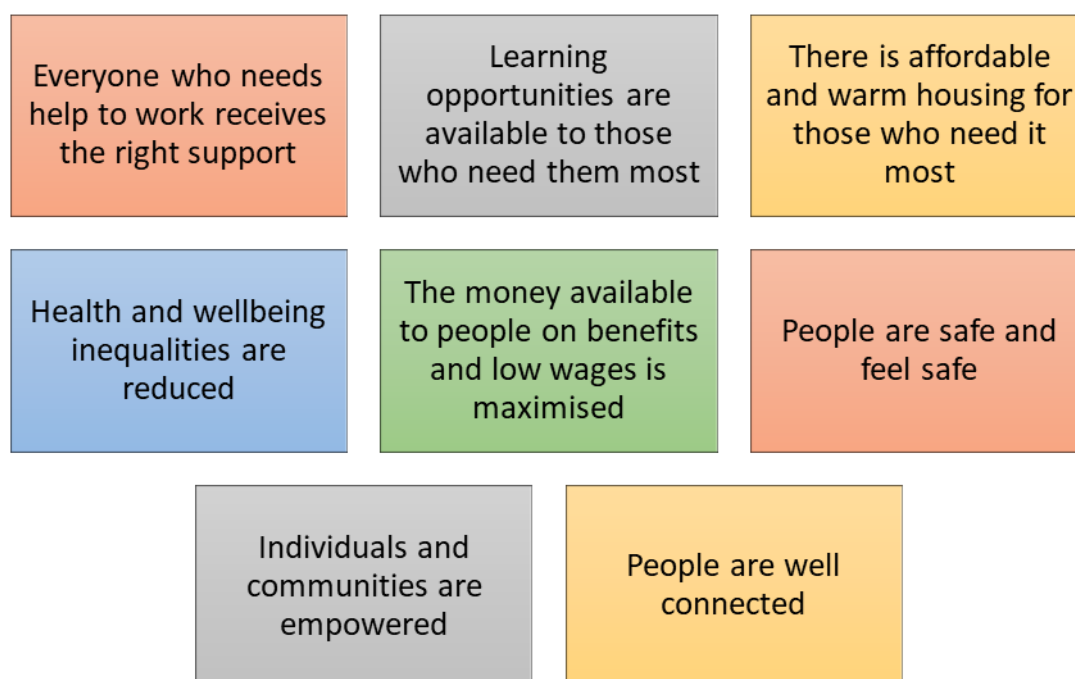 Everyone who needs
help to work receives
the right support
Learning
opportunities are
available to those
who need them most
There is affordable
and warm housing for
those who need it
most
Health and wellbeing
inequalities are
reduced
The money available
to people on benefits
and low wages is
maximised
People are safe and
feel safe
Individuals and
communities are
empowered
People are well
connected